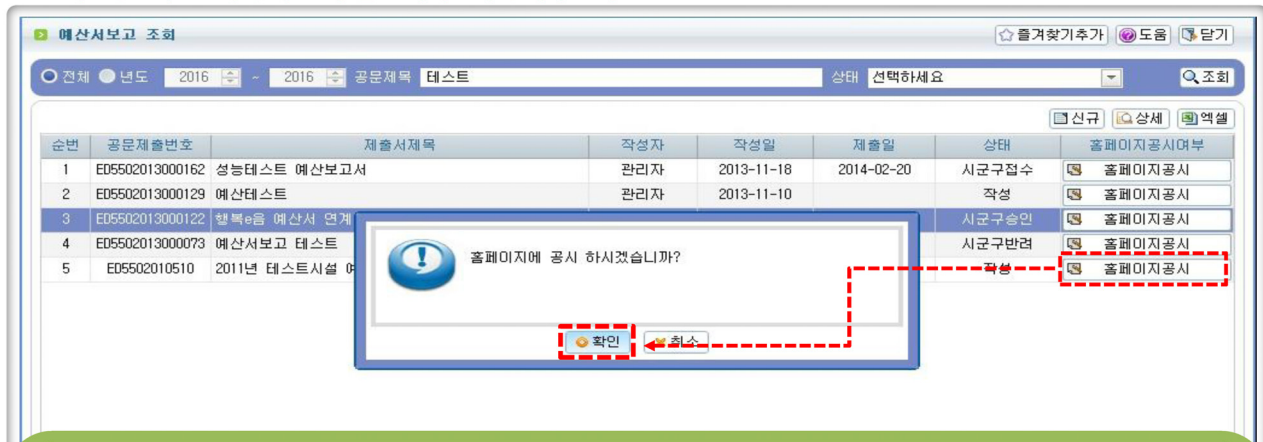 예산서보고 조회 즐겨찾기추가 도움 닫기
전체 년도 2016 ~ 2016 공문제목 테스트 상태 선택하세요 조회
신규 상세 엑셀
순번 공문제출번호 제출서제목 작성자 작성일 제출일 상태 홈페이지공시여부
1 ED5502013000162 성능테스트 예산보고서 관리자 2013-11-18 2014-02-20 시군구접수 홈페이지공시
2 ED5502013000129 예산테스트 관리자 2013-11-10 작성 홈페이지공시
3 ED5502013000122 행복e음 예산서 연계 시군구승인 홈페이지공시
4 ED5502013000073 예산서보고 테스트 시군구반려 홈페이지공시
5 ED5502010510 2011년 테스트시설 작성 홈페이지공시
홈페이지에 공시 하시겠습니까?
확인 취소